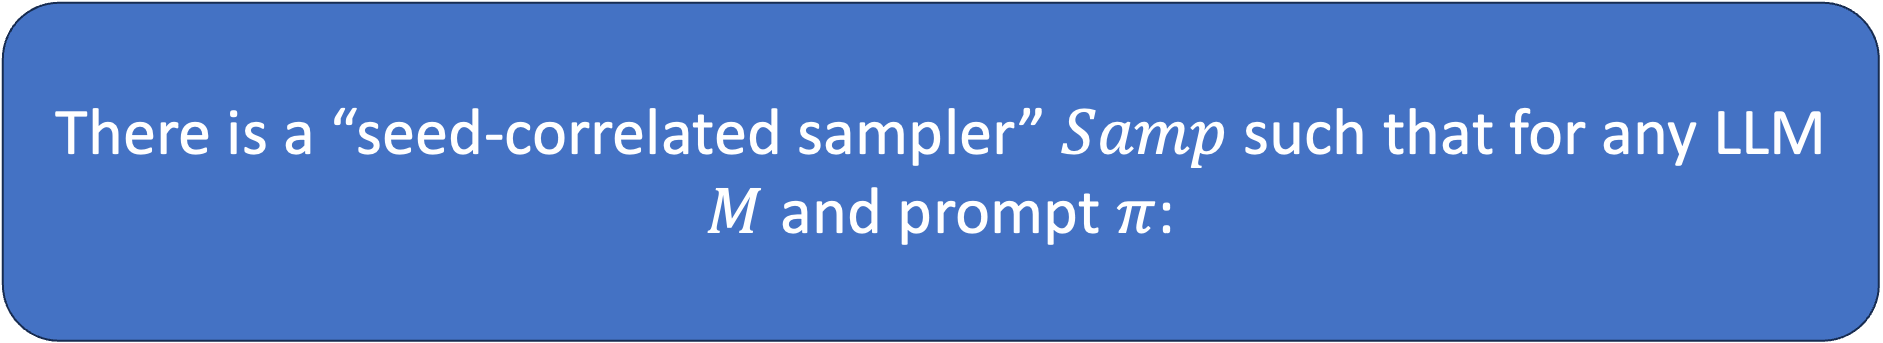 There is a “seed-correlated sampler” 𝑆𝑎𝑚𝑝 such that for any LLM
𝑀 and prompt 𝜋: